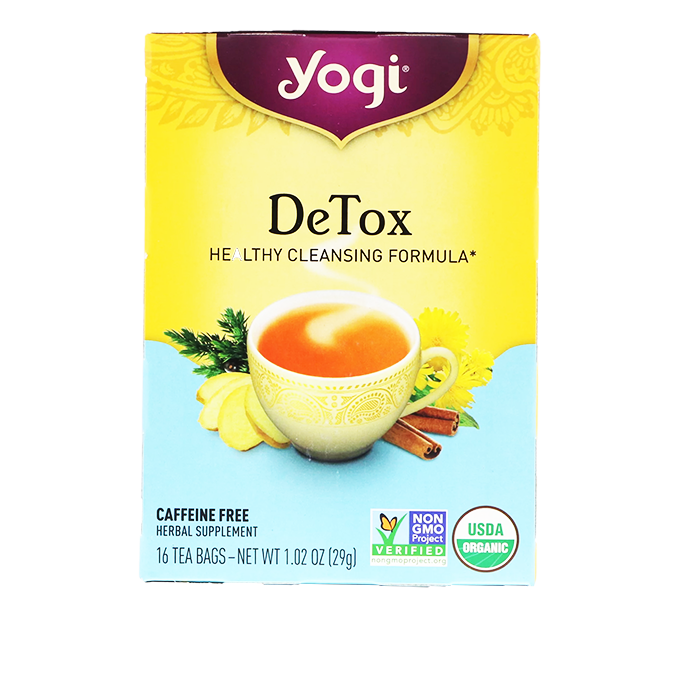 yogi®
DeTox
HEALTHY CLEANSING FORMULA*
CAFFEINE FREE
HERBAL SUPPLEMENT
16 TEA BAGS – NET WT 1.02 OZ (29g)
NON
GMO
Project
VERIFIED
nongmoproject.org
USDA
ORGANIC